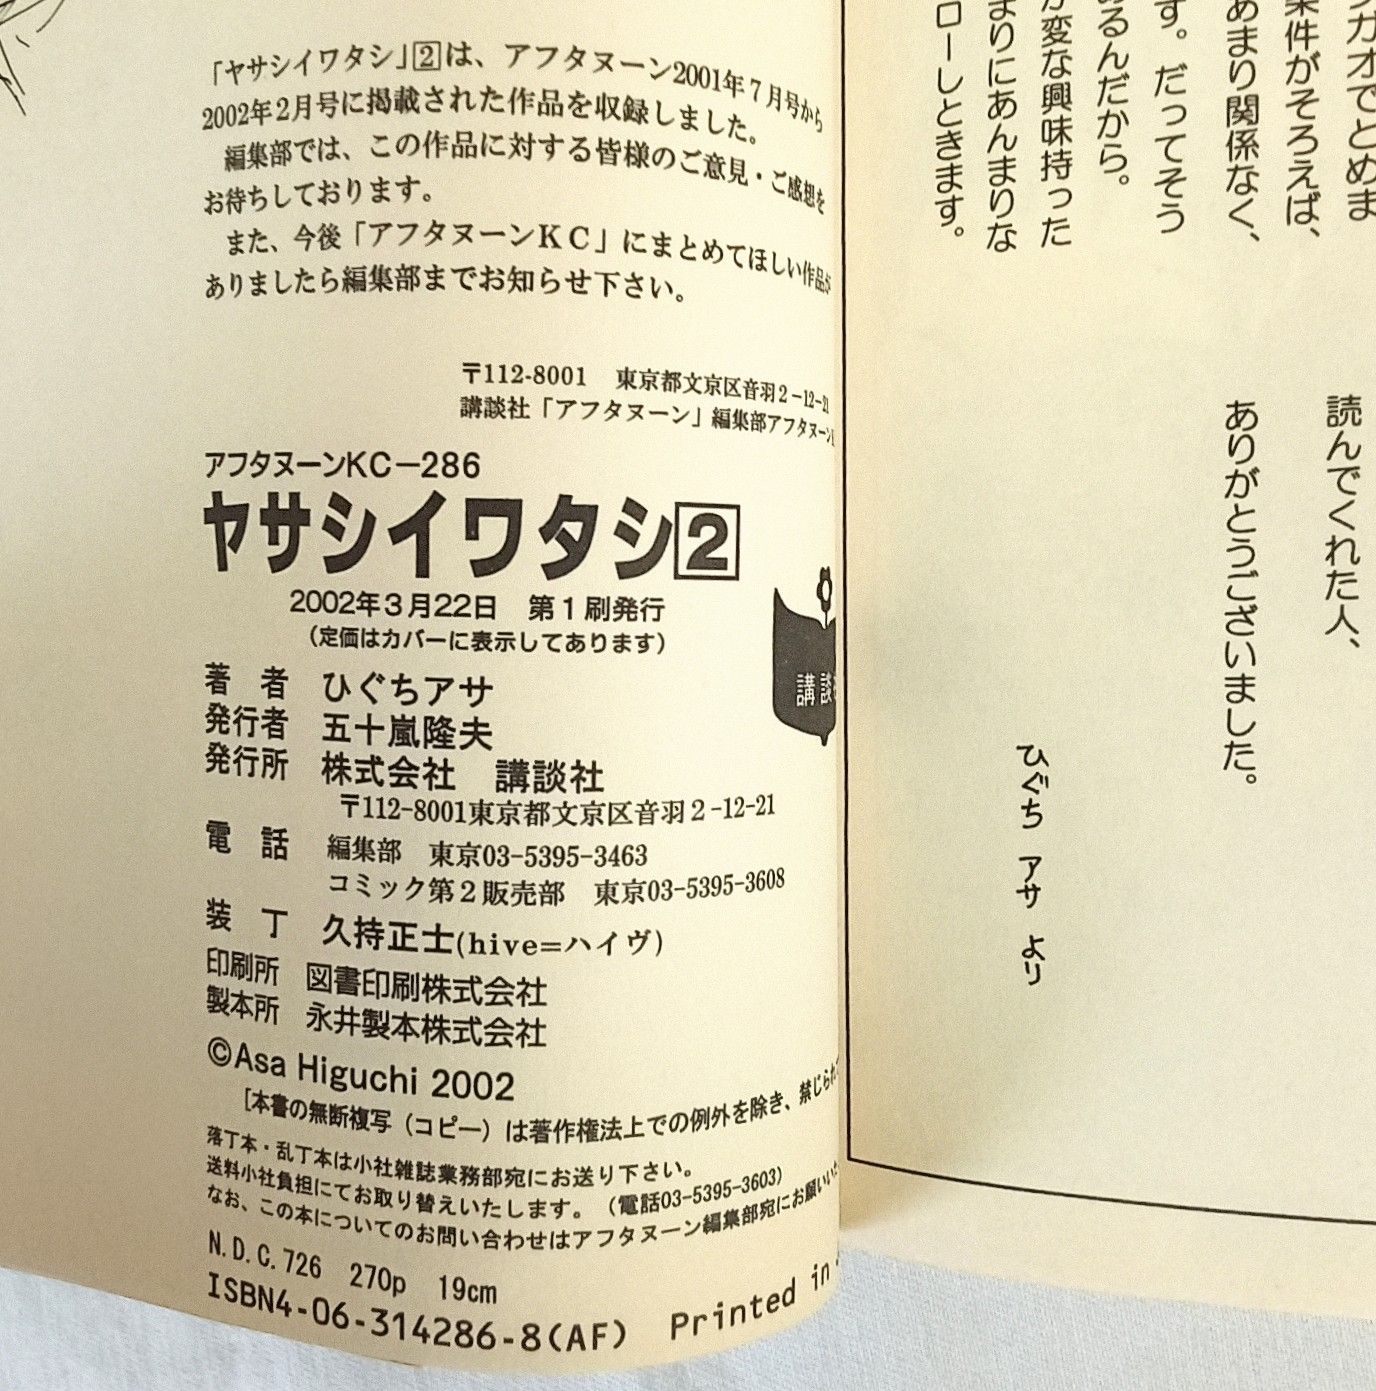 「ヤサシイワタシ」2は、アフタヌーン2001年7月号から
2002年2月号に掲載された作品を収録しました。
編集部では、この作品に対する皆様のご意見・ご感想を
お待ちしております。
また、今後「アフタヌーンKC」にまとめてほしい作品が
ありましたら編集部までお知らせ下さい。
〒112-8001 東京都文京区音羽2-12-21
講談社「アフタヌーン」編集部アフタヌーン
アフタヌーンKC-286
ヤサシイワタシ2
2002年3月22日 第1刷発行
(定価はカバーに表示してあります)
著者 ひぐちアサ
発行者 五十嵐隆夫
発行所 株式会社 講談社
〒112-8001東京都文京区音羽2-12-21
電話 編集部 東京03-5395-3463
コミック第2販売部 東京03-5395-3608
装丁 久持正士(hive=ハイヴ)
印刷所 図書印刷株式会社
製本所 永井製本株式会社
©Asa Higuchi 2002
[本書の無断複写(コピー)は著作権法上での例外を除き、禁じられ
落丁本・乱丁本は小社雑誌業務部宛にお送り下さい。
送料小社負担にてお取り替えいたします。(電話03-5395-3603)
なお、この本についてのお問い合わせはアフタヌーン編集部宛にお願いいた
N.D.C.726 270p 19cm
ISBN4-06-314286-8(AF) Printed in
講談
ガオでとめま
条件がそろえば、
あまり関係なく、
す。だってそう
あるんだから。
変な興味持った
まりにあんまりな
ローしときます。
読んでくれた人、
ありがとうございました。
ひぐち アサ より